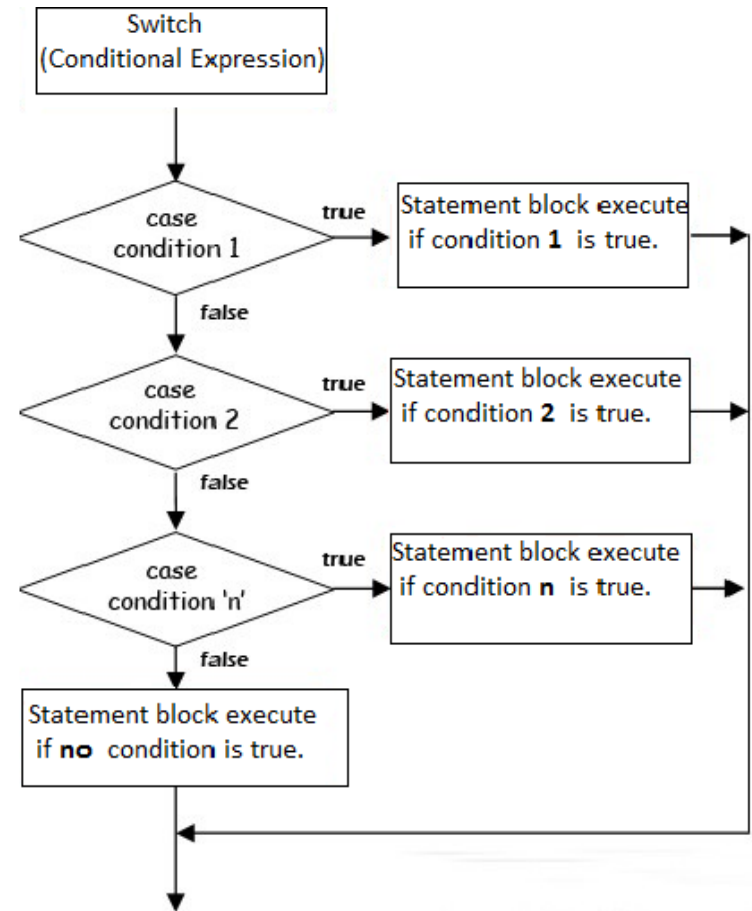 Switch
(Conditional Expression)
case
condition 1
true
Statement block execute
if condition 1 is true.
false
case
condition 2
true
Statement block execute
if condition 2 is true.
false
case
condition 'n'
true
Statement block execute
if condition n is true.
false
Statement block execute
if no condition is true.